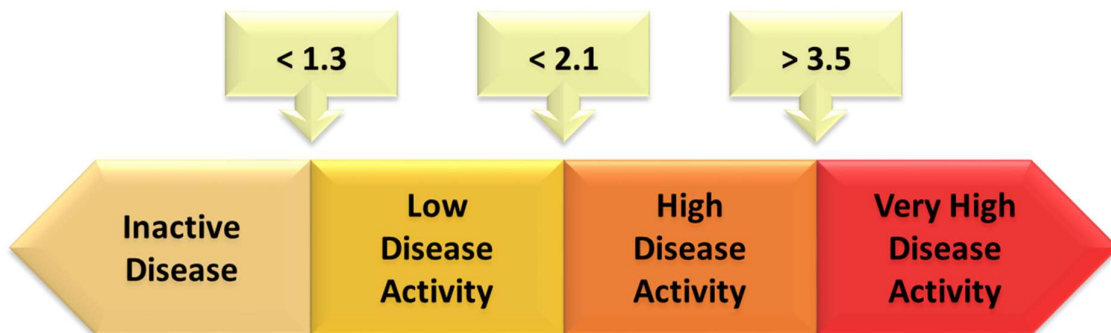 < 1.3
< 2.1
> 3.5
Inactive
Disease
Low
Disease
Activity
High
Disease
Activity
Very High
Disease
Activity